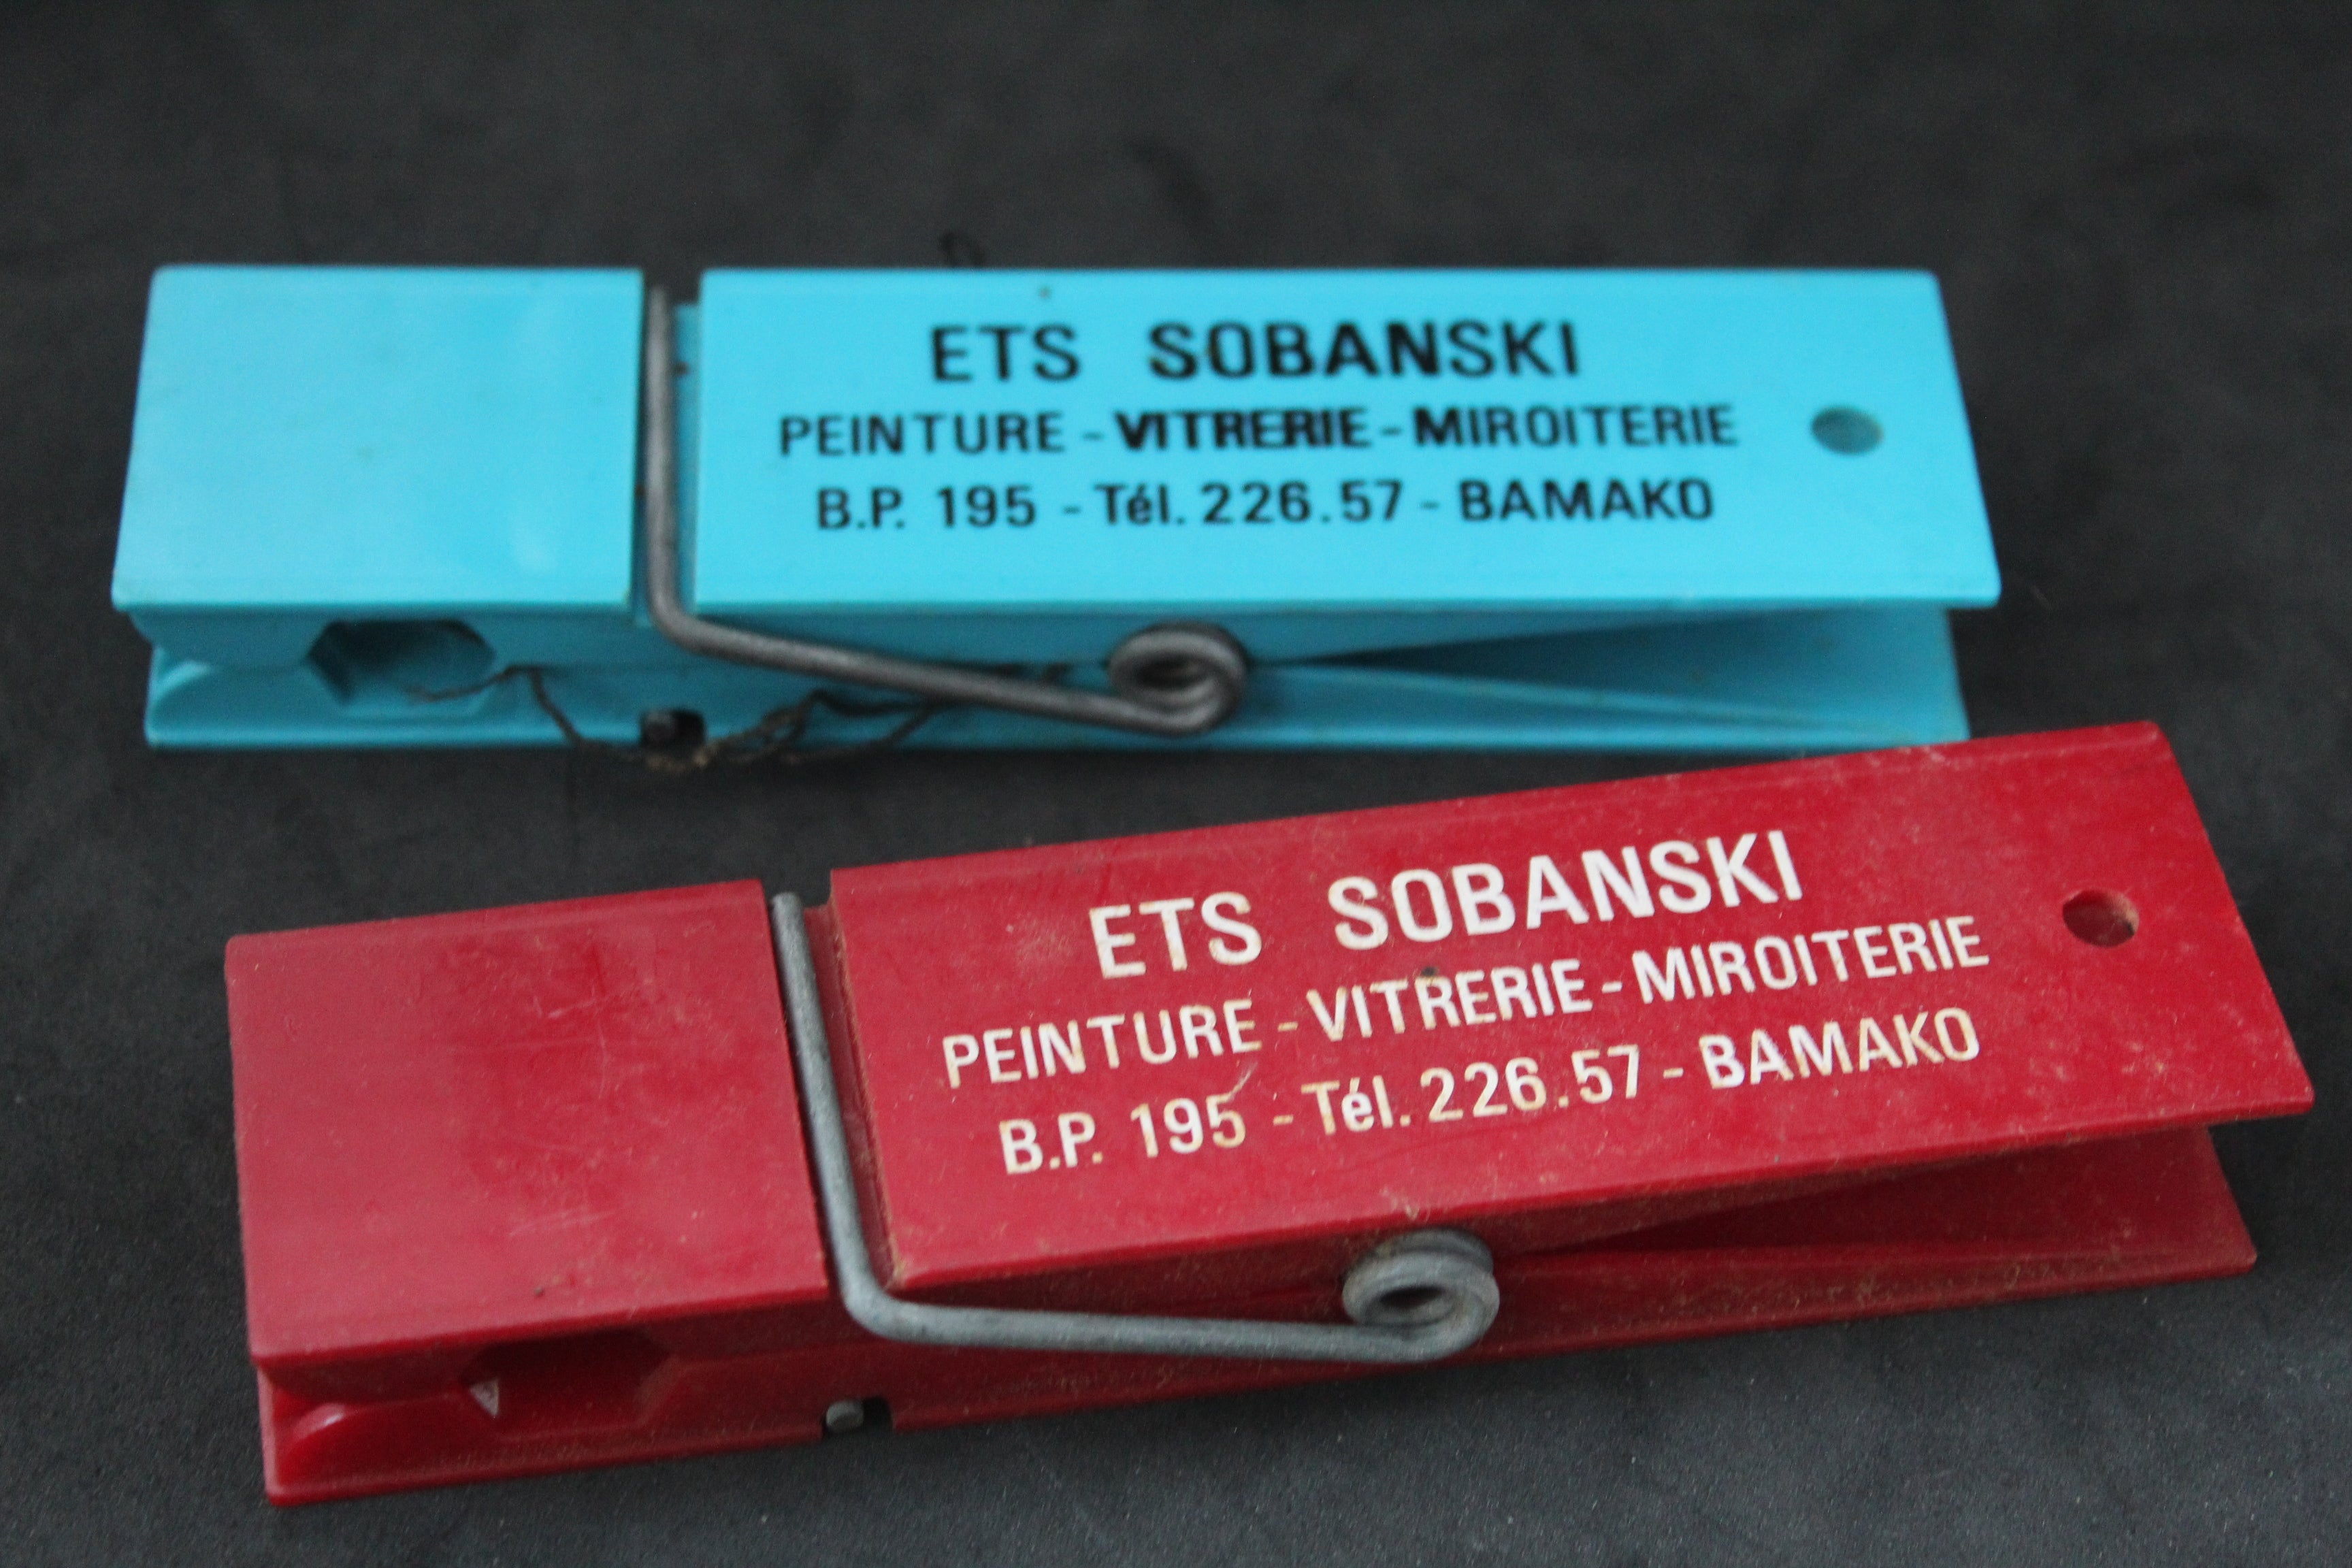 ETS SOBANSKI
PEINTURE - VITRERIE - MIROITERIE
B.P. 195 - Tél. 226.57 - BAMAKO
ETS SOBANSKI
PEINTURE - VITRERIE - MIROITERIE
B.P. 195 - Tél. 226.57 - BAMAKO